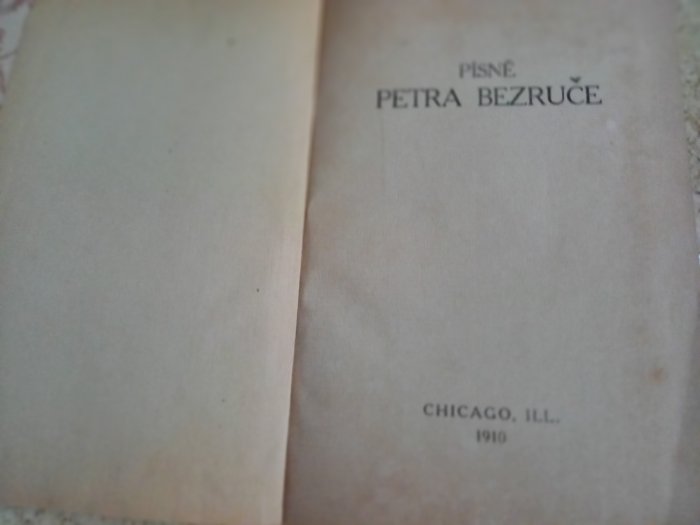 PÍSNĚ
PETRA BEZRUČE
CHICAGO, ILL.
1910